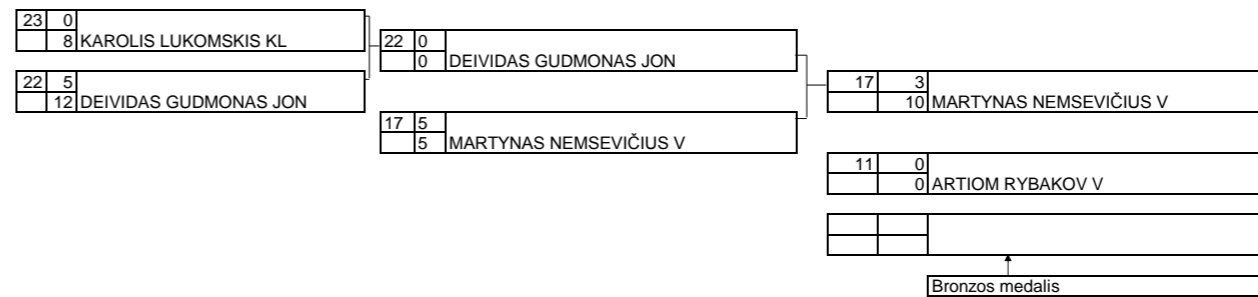 23 0
8 KAROLIS LUKOMSKIS KL
22 5
12 DEIVIDAS GUDMONAS JON
22 0
0 DEIVIDAS GUDMONAS JON
17 5
5 MARTYNAS NEMSEVIČIUS V
17 3
10 MARTYNAS NEMSEVIČIUS V
11 0
0 ARTIOM RYBAKOV V
Bronzos medalis